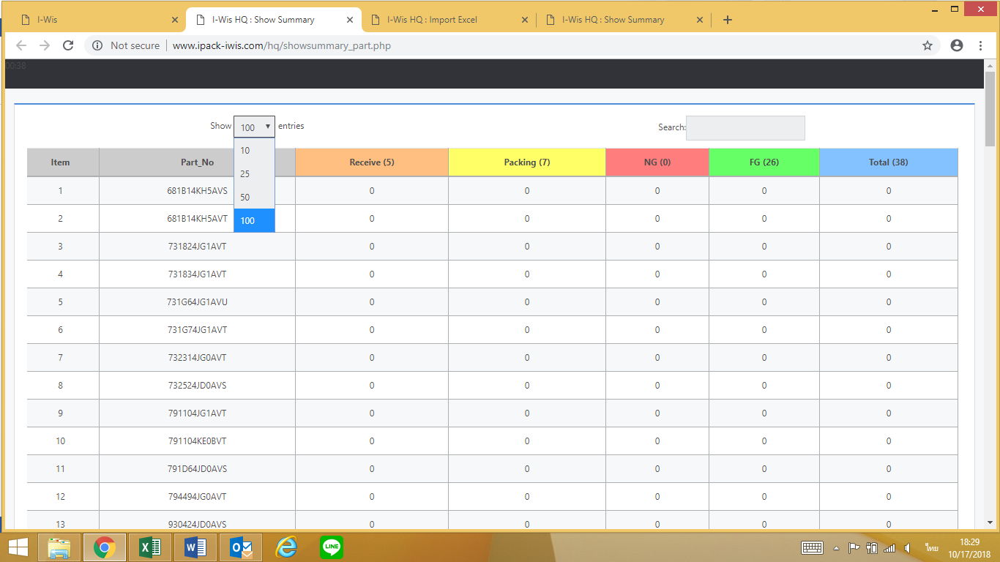 I-Wis
I-Wis HQ : Show Summary
I-Wis HQ : Import Excel
I-Wis HQ : Show Summary
Not secure
www.ipack-iwis.com/hq/showsummary_part.php
00:38
Show 100 entries
Search:
10
25
50
100
Item Part_No Receive (5) Packing (7) NG (0) FG (26) Total (38)
1 681B14KH5AVS 0 0 0 0 0
2 681B14KH5AVT 0 0 0 0 0
3 731824JG1AVT 0 0 0 0 0
4 731834JG1AVT 0 0 0 0 0
5 731G64JG1AVU 0 0 0 0 0
6 731G74JG1AVT 0 0 0 0 0
7 732314JG0AVT 0 0 0 0 0
8 732524JD0AVS 0 0 0 0 0
9 791104JG1AVT 0 0 0 0 0
10 791104KE0BVT 0 0 0 0 0
11 791D64JD0AVS 0 0 0 0 0
12 794494JG0AVT 0 0 0 0 0
13 930424JD0AVS 0 0 0 0 0
LINE
ไทย
18:29
10/17/2018